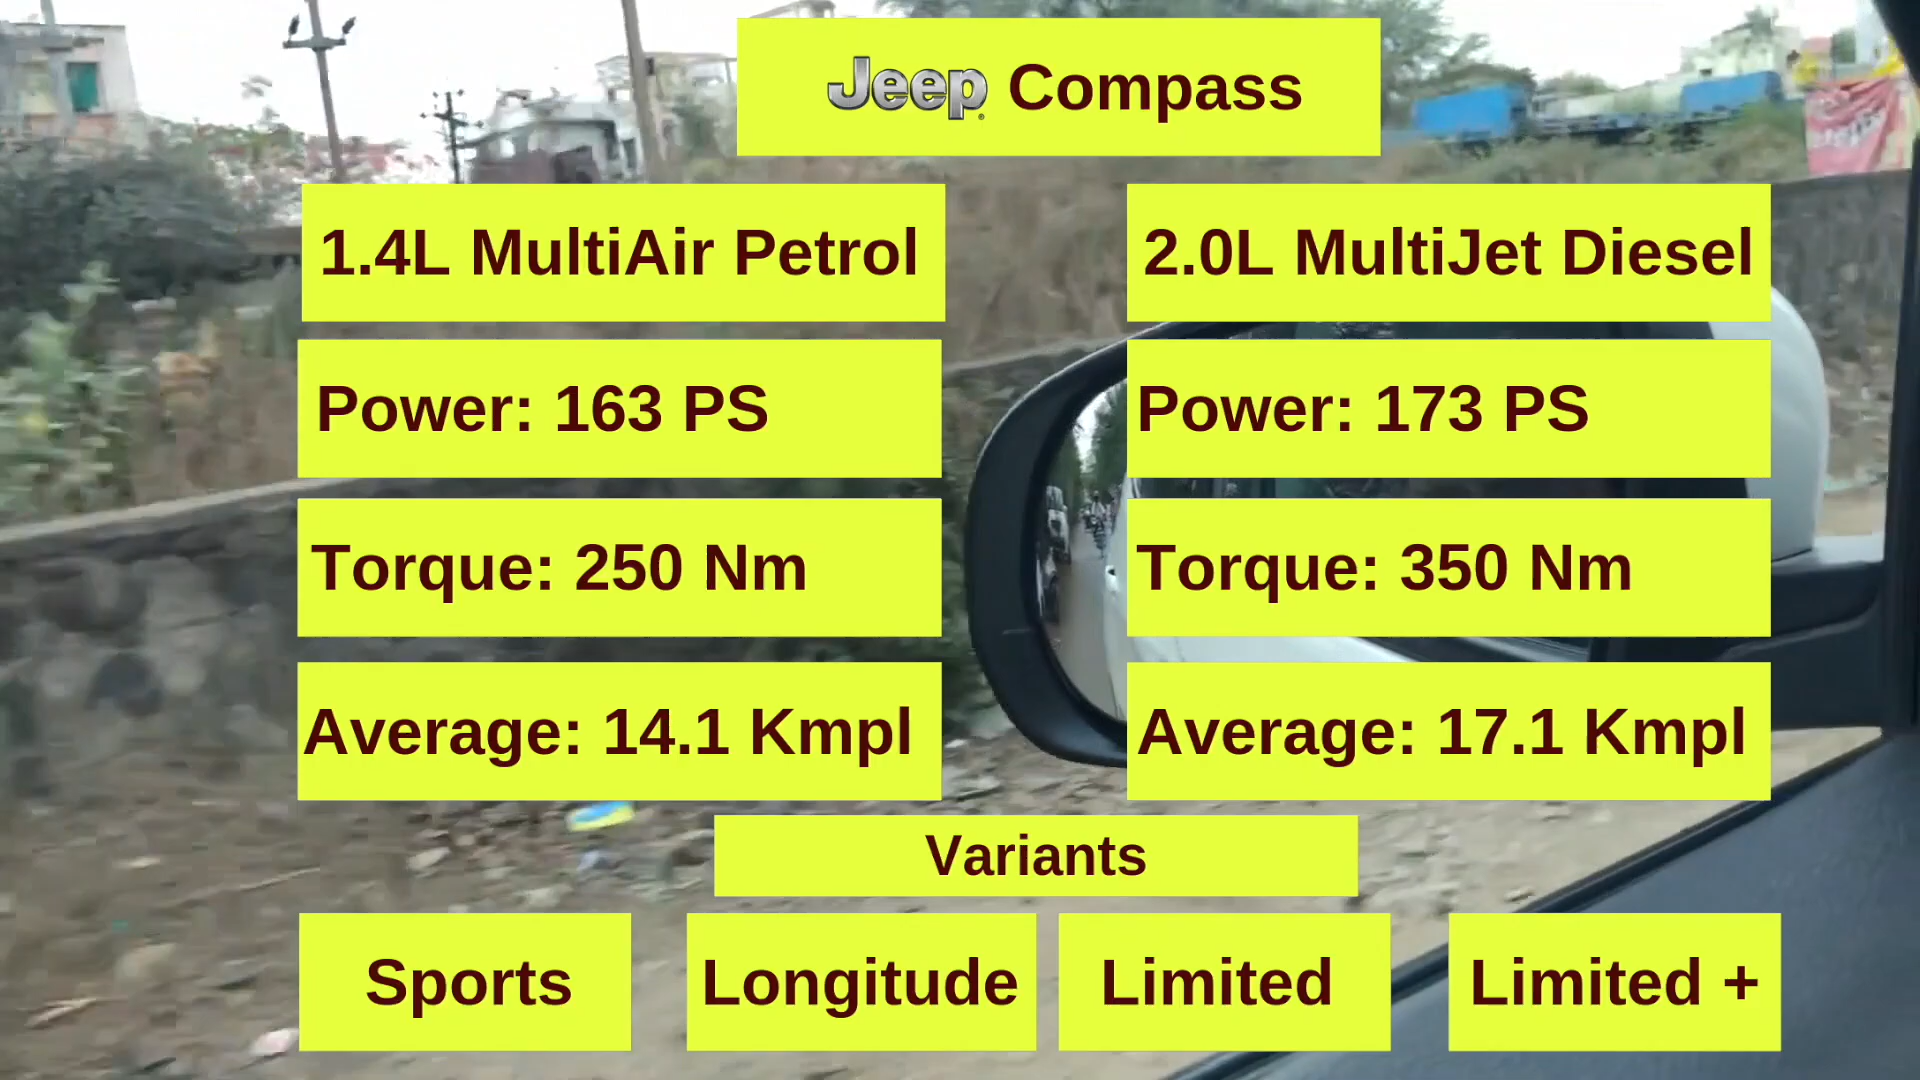 Jeep Compass
1.4L MultiAir Petrol
Power: 163 PS
Torque: 250 Nm
Average: 14.1 Kmpl
2.0L MultiJet Diesel
Power: 173 PS
Torque: 350 Nm
Average: 17.1 Kmpl
Variants
Sports
Longitude
Limited
Limited +